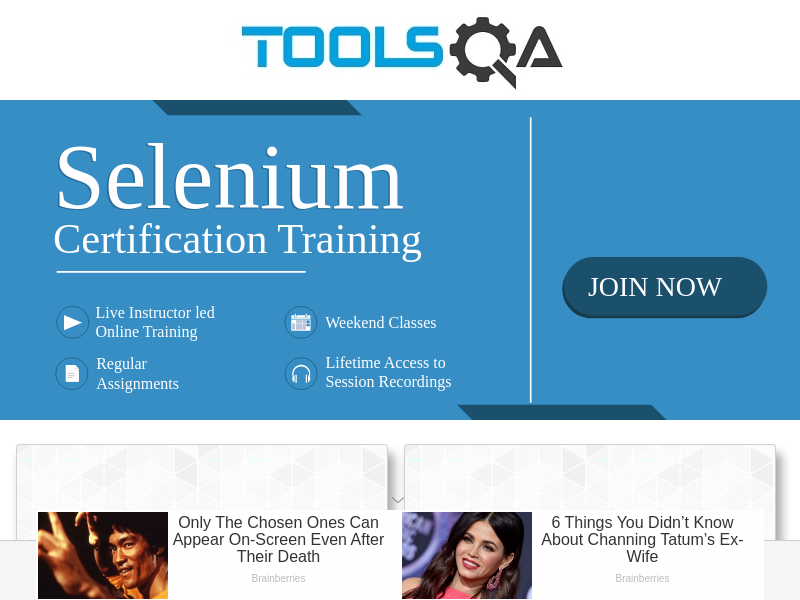 TOOLSQA
Selenium
Certification Training
JOIN NOW
Live Instructor led
Online Training
Weekend Classes
Regular
Assignments
Lifetime Access to
Session Recordings
Only The Chosen Ones Can
Appear On-Screen Even After
Their Death
Brainberries
6 Things You Didn’t Know
About Channing Tatum’s Ex-
Wife
Brainberries